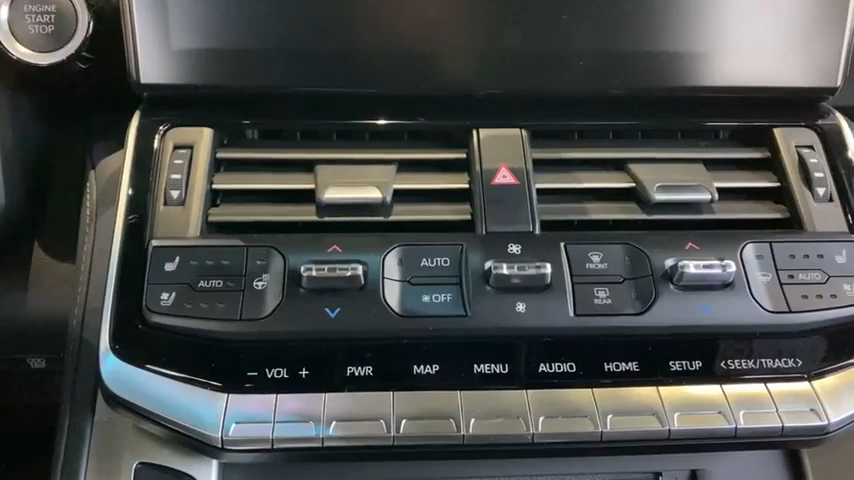 ENGINE
START
STOP
AUTO
AUTO
OFF
FRONT
REAR
AUTO
− VOL +
PWR
MAP
MENU
AUDIO
HOME
SETUP
<SEEK/TRACK>